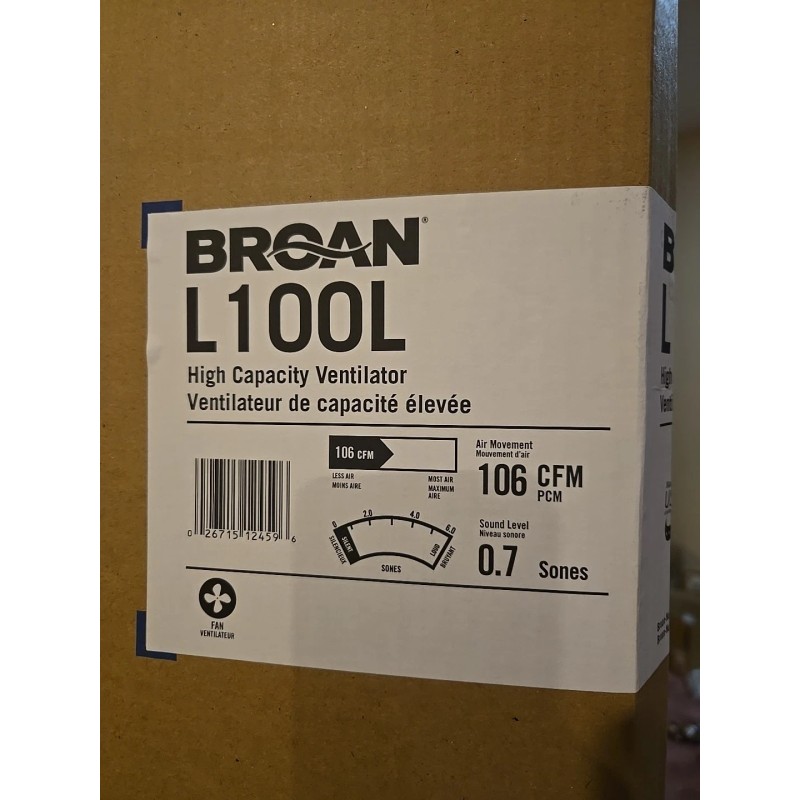 BROAN®
L100L
High Capacity Ventilator
Ventilateur de capacité élevée
106 CFM
LESS AIR
MOINS AIRE
MOST AIR
MAXIMUM
AIRE
Air Movement
Mouvement d'air
106 CFM
PCM
0 26715 12459 6
0 2.0 4.0 6.0
SILENT
SILENCIEUX
LOUD
BRUYANT
SONES
Sound Level
Niveau sonore
0.7 Sones
FAN
VENTILATEUR
B
L
High